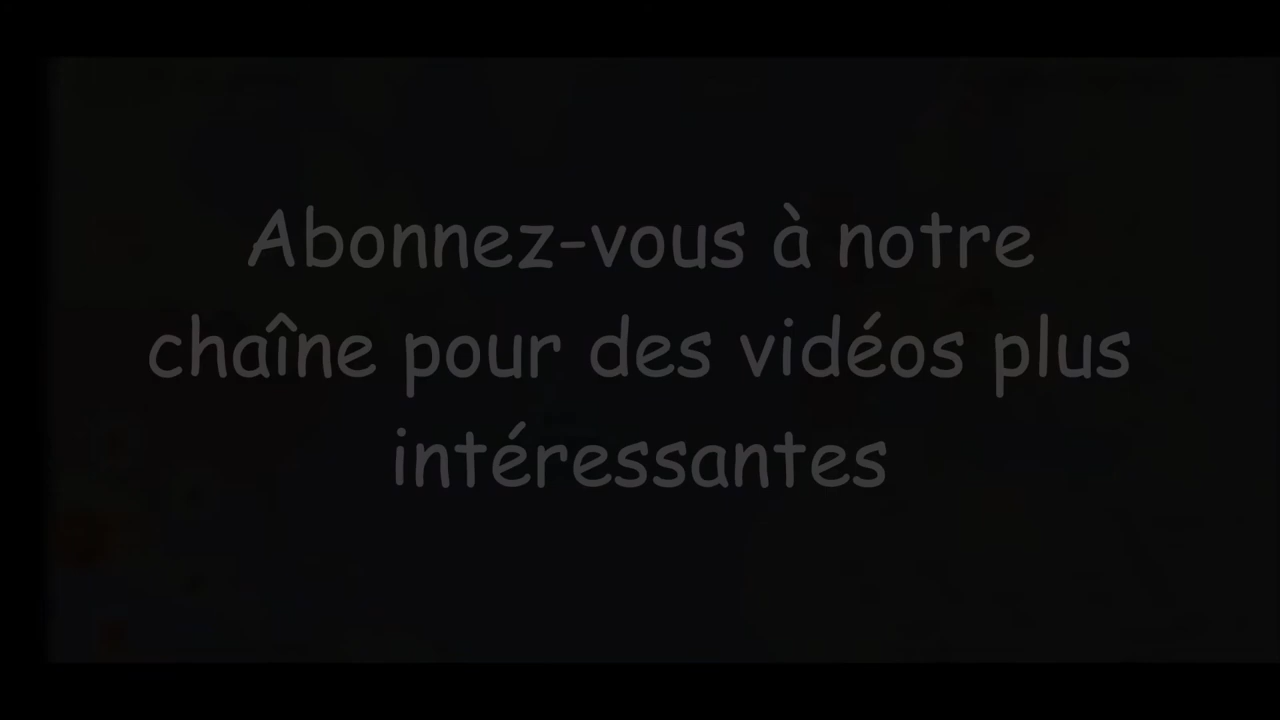 Abonnez-vous à notre
chaîne pour des vidéos plus
intéressantes